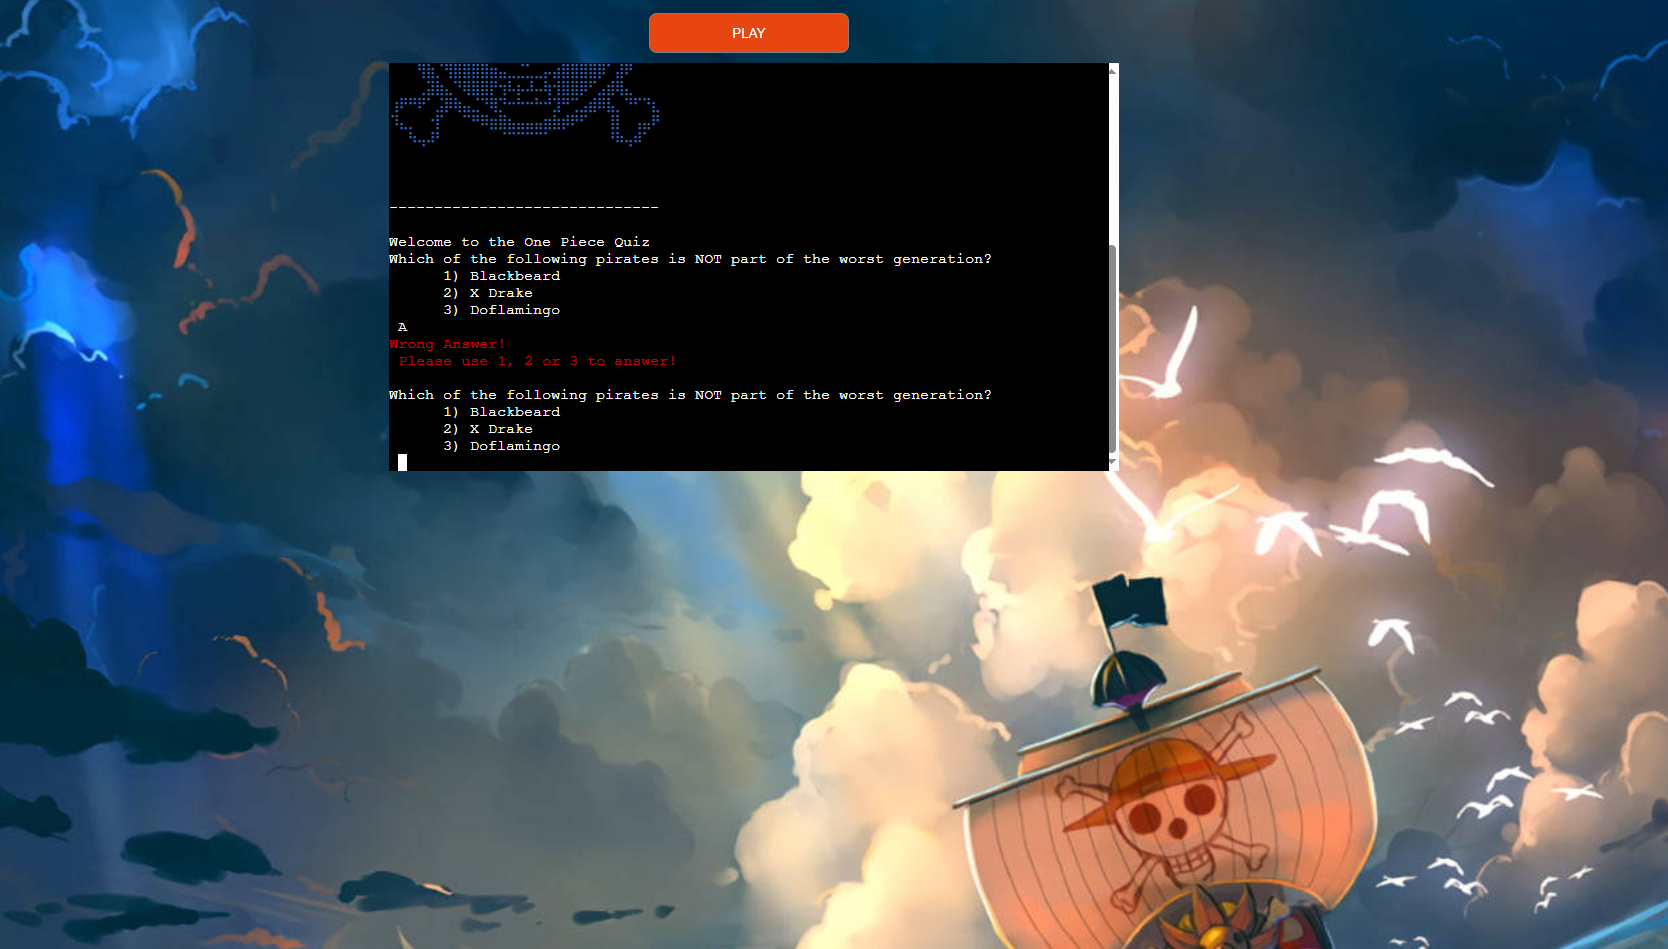 PLAY
------------------------------
Welcome to the One Piece Quiz
Which of the following pirates is NOT part of the worst generation?
1) Blackbeard
2) X Drake
3) Doflamingo
A
Wrong Answer!
Please use 1, 2 or 3 to answer!
Which of the following pirates is NOT part of the worst generation?
1) Blackbeard
2) X Drake
3) Doflamingo